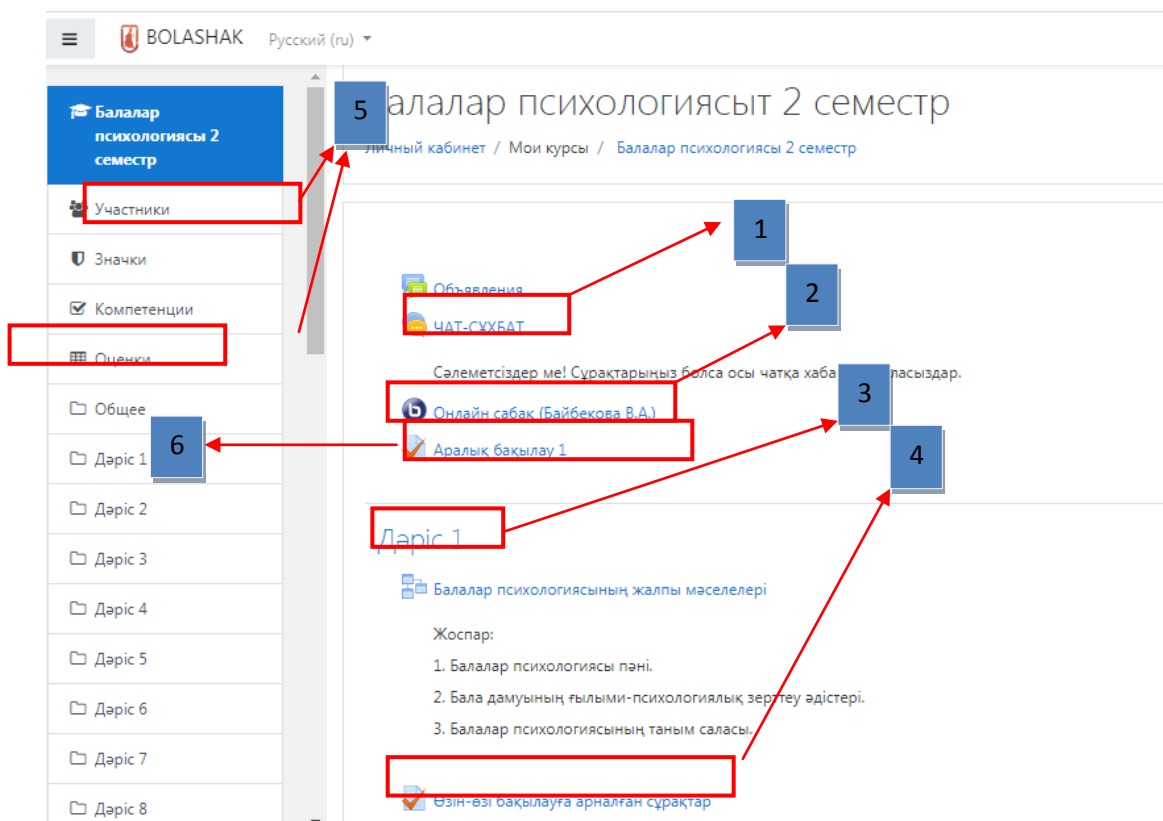 BOLASHAK Русский (ru)
Балалар
психологиясы 2
семестр
Участники
Значки
Компетенции
Оценки
Общее
Дәріс 1
Дәріс 2
Дәріс 3
Дәріс 4
Дәріс 5
Дәріс 6
Дәріс 7
Дәріс 8
5
6
алалар психологиясыт 2 семестр
Личный кабинет / Мои курсы / Балалар психологиясы 2 семестр
1
2
Объявления
ЧАТ-СҰХБАТ
Сәлеметсіздер ме! Сұрақтарыңыз болса осы чатқа хаба ласыздар.
3
Онлайн сабақ (Байбекова В.А.)
Аралық бақылау 1
4
Дәріс 1
Балалар психологиясының жалпы мәселелері
Жоспар:
1. Балалар психологиясы пәні.
2. Бала дамуының ғылыми-психологиялық зерттеу әдістері.
3. Балалар психологиясының таным саласы.
Өзін-өзі бақылауға арналған сұрақтар